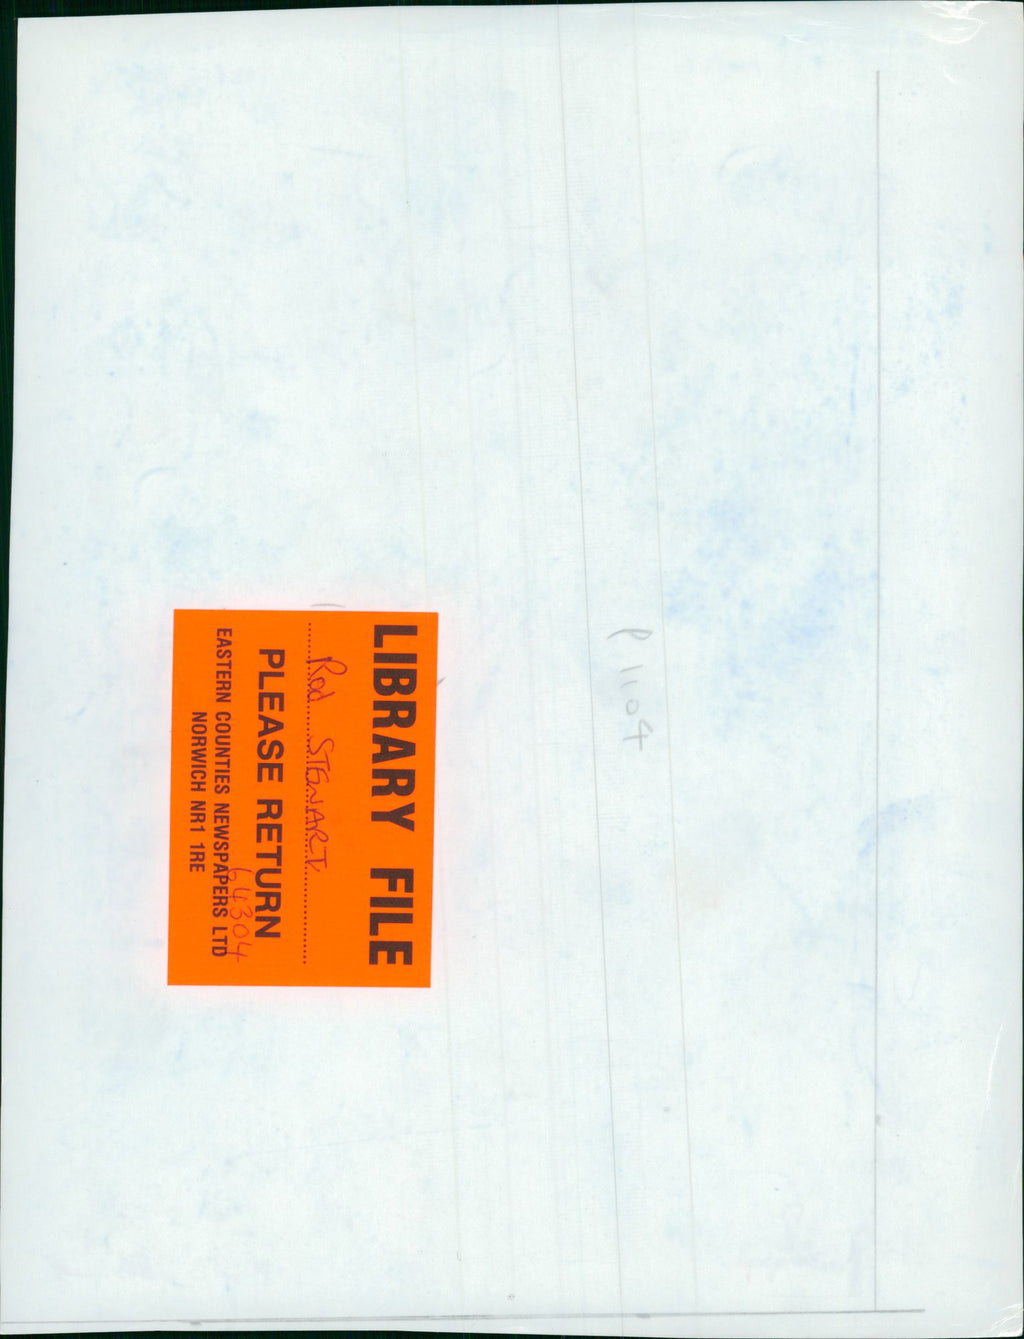 LIBRARY FILE
Rod STEWART
PLEASE RETURN
64304
EASTERN COUNTIES NEWSPAPERS LTD
NORWICH NR1 1RE
P1104